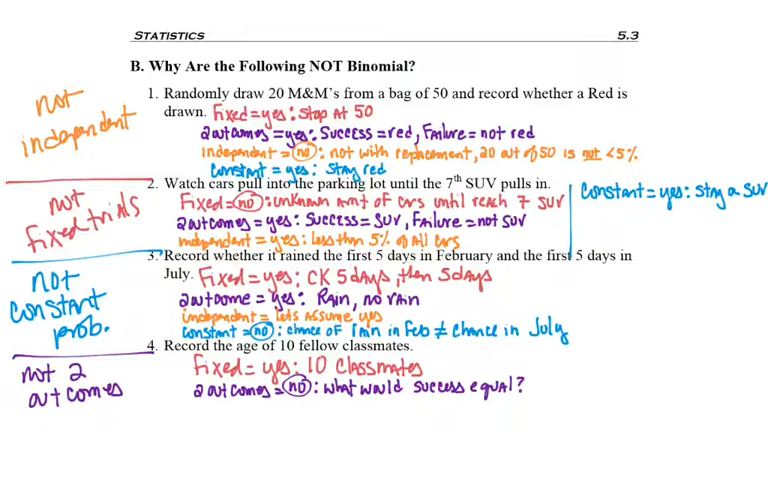 STATISTICS 5.3
B. Why Are the Following NOT Binomial?
not independent
1. Randomly draw 20 M&M's from a bag of 50 and record whether a Red is
drawn. Fixed = yes: Stop at 50
2 outcomes = yes: Success = red, Failure = not red
Independent = no: not with replacement, 20 out of 50 is not <5%
Constant = yes: Stay red
not fixed trials
2. Watch cars pull into the parking lot until the 7th SUV pulls in.
Fixed = no: unknown amt of cars until reach 7 SUV
2 outcomes = yes: Success = SUV, Failure = not SUV
independent = yes: less than 5% of all cars
Constant = yes: Stay a SUV
not constant prob.
3. Record whether it rained the first 5 days in February and the first 5 days in
July. Fixed = yes: CK 5 days, then 5 days
2 outcome = yes: Rain, no rain
independent = lets Assume yes
Constant = no: chance of rain in Feb ≠ chance in July
not 2 outcomes
4. Record the age of 10 fellow classmates.
Fixed = yes: 10 Classmates
2 outcomes = no: what would success equal?